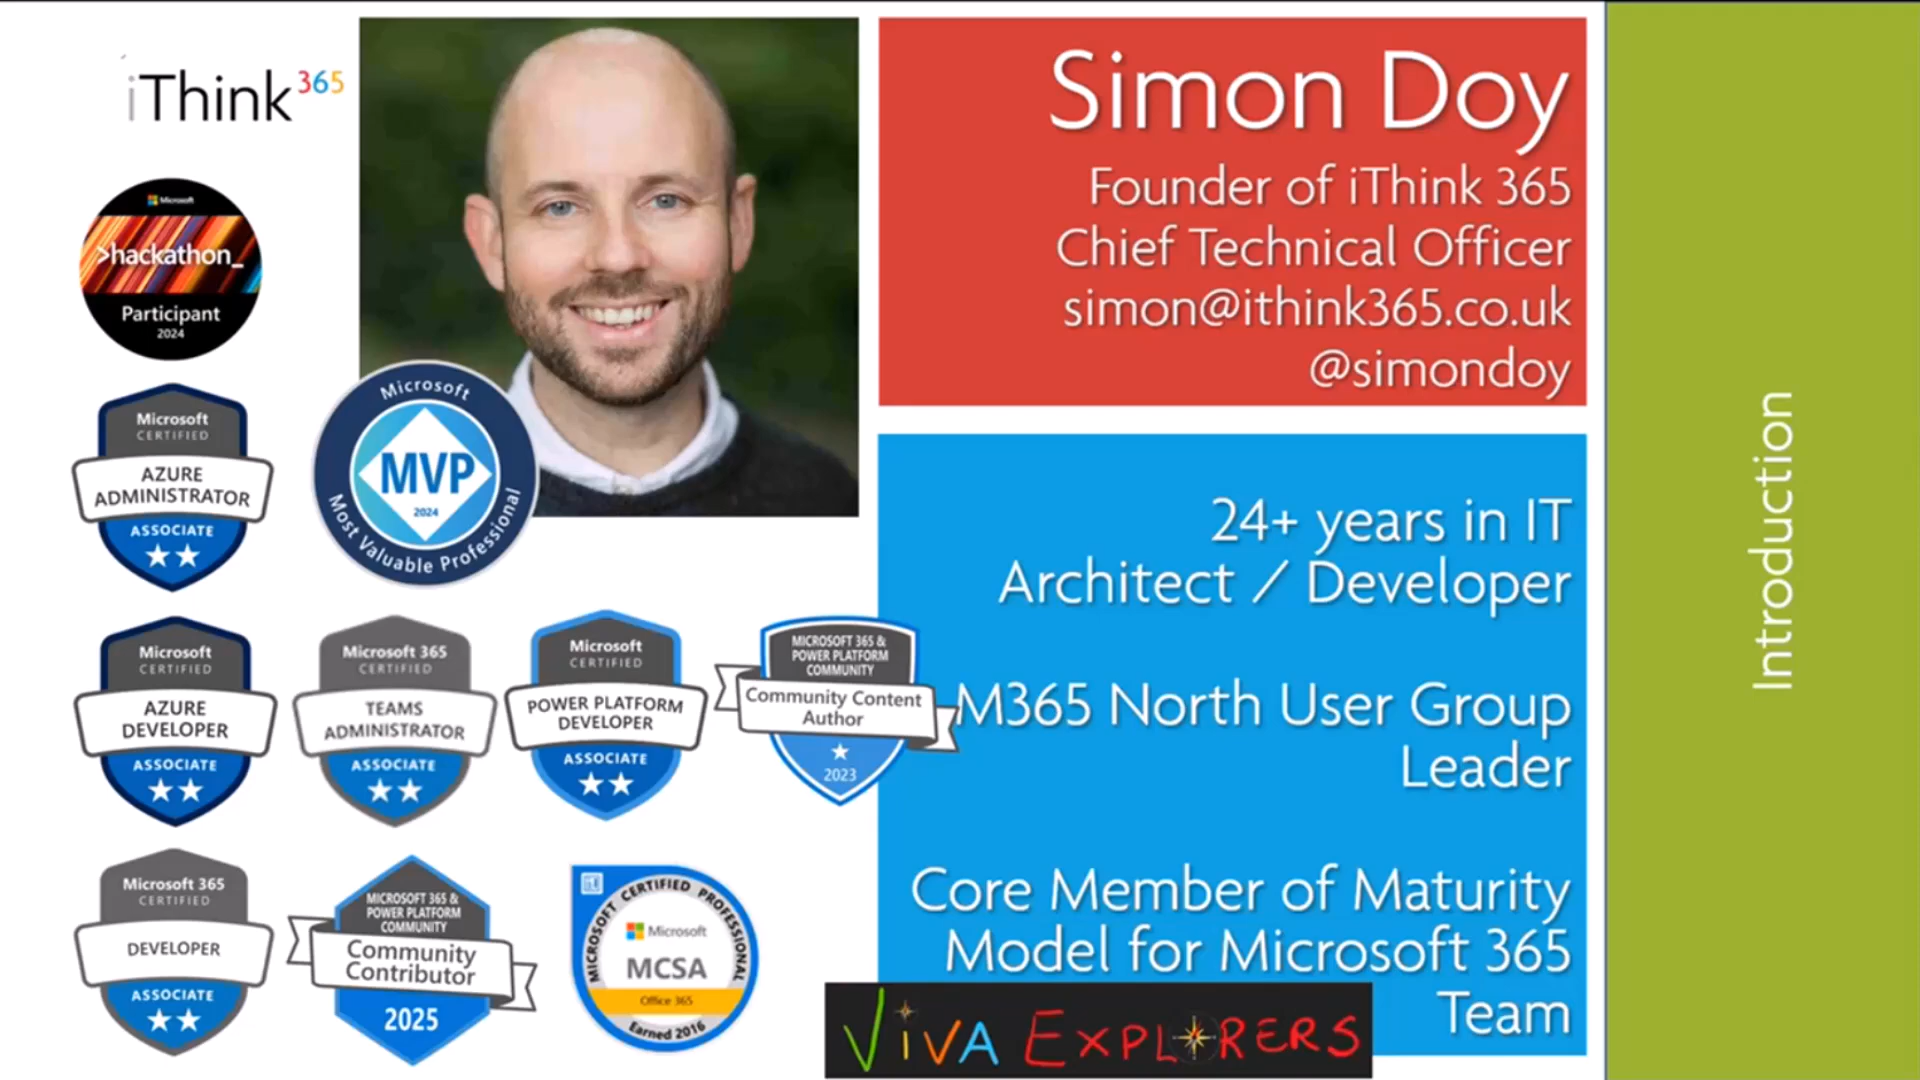 iThink 365
Simon Doy
Founder of iThink 365
Chief Technical Officer
simon@ithink365.co.uk
@simondoy
Microsoft
>hackathon_
Participant
2024
Microsoft
CERTIFIED
AZURE
ADMINISTRATOR
ASSOCIATE
Microsoft
MVP
2024
Most Valuable Professional
24+ years in IT
Architect / Developer
M365 North User Group
Leader
Core Member of Maturity
Model for Microsoft 365
Team
Introduction
Microsoft
CERTIFIED
AZURE
DEVELOPER
ASSOCIATE
Microsoft 365
CERTIFIED
TEAMS
ADMINISTRATOR
ASSOCIATE
Microsoft
CERTIFIED
POWER PLATFORM
DEVELOPER
ASSOCIATE
MICROSOFT 365 &
POWER PLATFORM
COMMUNITY
Community Content
Author
2023
Microsoft 365
CERTIFIED
DEVELOPER
ASSOCIATE
MICROSOFT 365 &
POWER PLATFORM
COMMUNITY
Community
Contributor
2025
MICROSOFT CERTIFIED PROFESSIONAL
Microsoft
MCSA
Office 365
Earned 2016
VIVA EXPLORERS